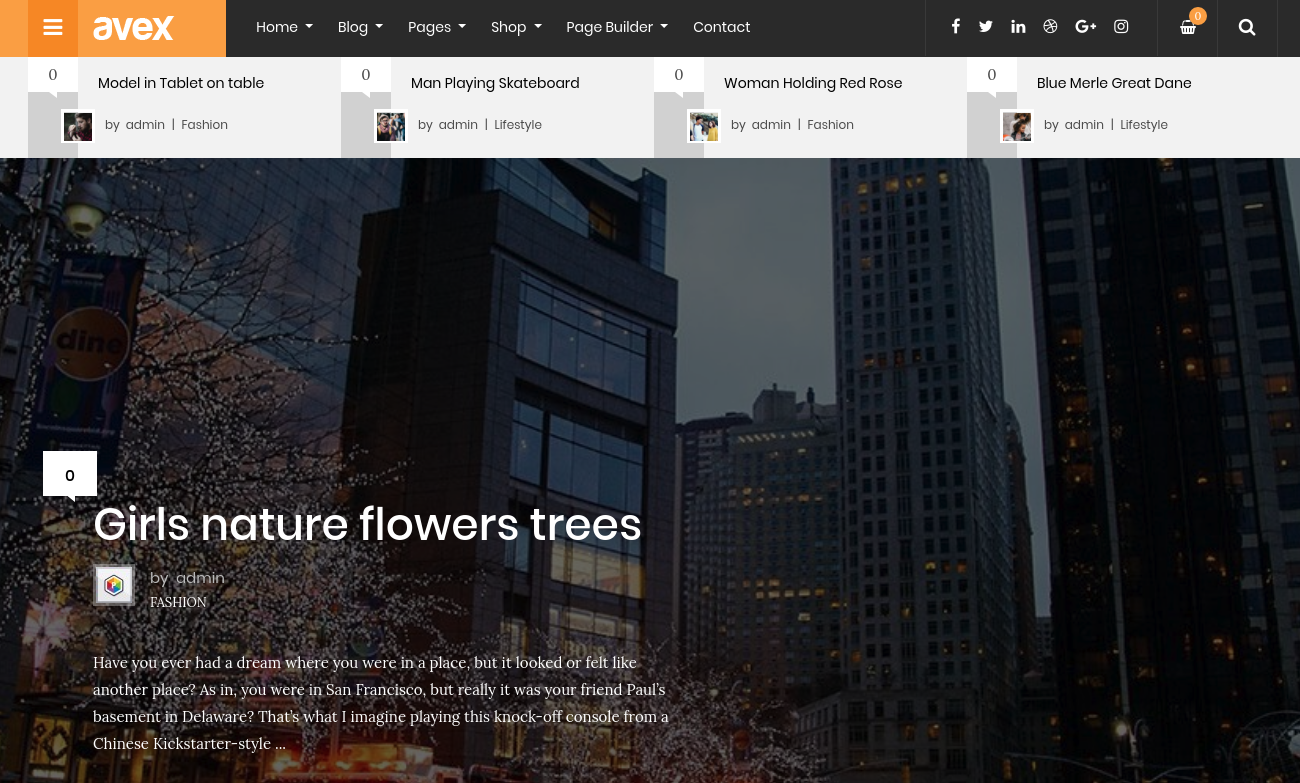 avex
Home Blog Pages Shop Page Builder Contact
0
0
Model in Tablet on table
by admin | Fashion
0
Man Playing Skateboard
by admin | Lifestyle
0
Woman Holding Red Rose
by admin | Fashion
0
Blue Merle Great Dane
by admin | Lifestyle
dine
0
Girls nature flowers trees
by admin
FASHION
Have you ever had a dream where you were in a place, but it looked or felt like
another place? As in, you were in San Francisco, but really it was your friend Paul’s
basement in Delaware? That’s what I imagine playing this knock-off console from a
Chinese Kickstarter-style ...